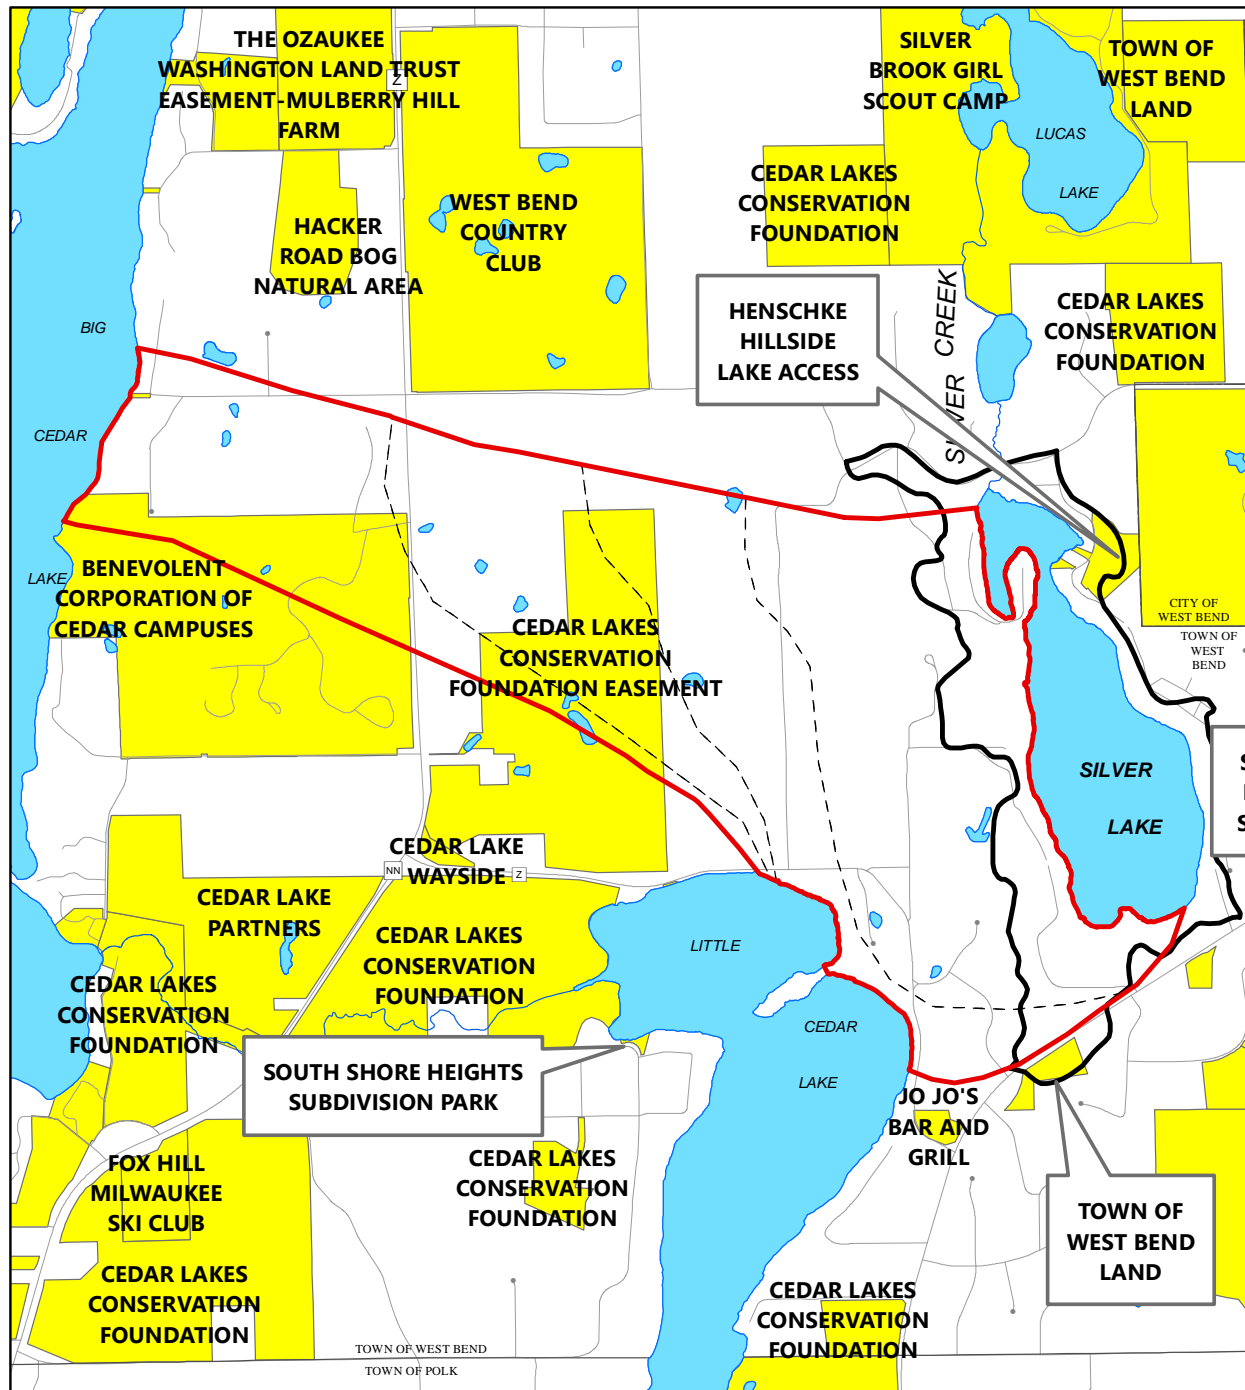 THE OZAUKEE
WASHINGTON LAND TRUST
EASEMENT-MULBERRY HILL
FARM
Z
SILVER
BROOK GIRL
SCOUT CAMP
TOWN OF
WEST BEND
LAND
LUCAS
LAKE
CEDAR LAKES
CONSERVATION
FOUNDATION
WEST BEND
COUNTRY
CLUB
HACKER
ROAD BOG
NATURAL AREA
SILVER CREEK
HENSCHKE
HILLSIDE
LAKE ACCESS
CEDAR LAKES
CONSERVATION
FOUNDATION
BIG
CEDAR
LAKE
BENEVOLENT
CORPORATION OF
CEDAR CAMPUSES
CITY OF
WEST BEND
TOWN OF
WEST
BEND
CEDAR LAKES
CONSERVATION
FOUNDATION EASEMENT
SILVER
LAKE
S
S
CEDAR LAKE
WAYSIDE
NN
Z
CEDAR LAKE
PARTNERS
CEDAR LAKES
CONSERVATION
FOUNDATION
LITTLE
CEDAR
LAKE
CEDAR LAKES
CONSERVATION
FOUNDATION
SOUTH SHORE HEIGHTS
SUBDIVISION PARK
JO JO'S
BAR AND
GRILL
FOX HILL
MILWAUKEE
SKI CLUB
CEDAR LAKES
CONSERVATION
FOUNDATION
TOWN OF
WEST BEND
LAND
CEDAR LAKES
CONSERVATION
FOUNDATION
CEDAR LAKES
CONSERVATION
FOUNDATION
TOWN OF WEST BEND
TOWN OF POLK